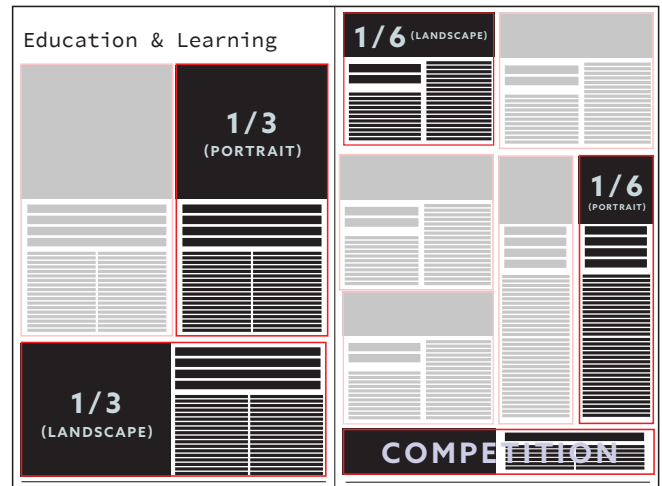 Education & Learning
1/3
(PORTRAIT)
1/3
(LANDSCAPE)
1/6 (LANDSCAPE)
1/6
(PORTRAIT)
COMPETITION